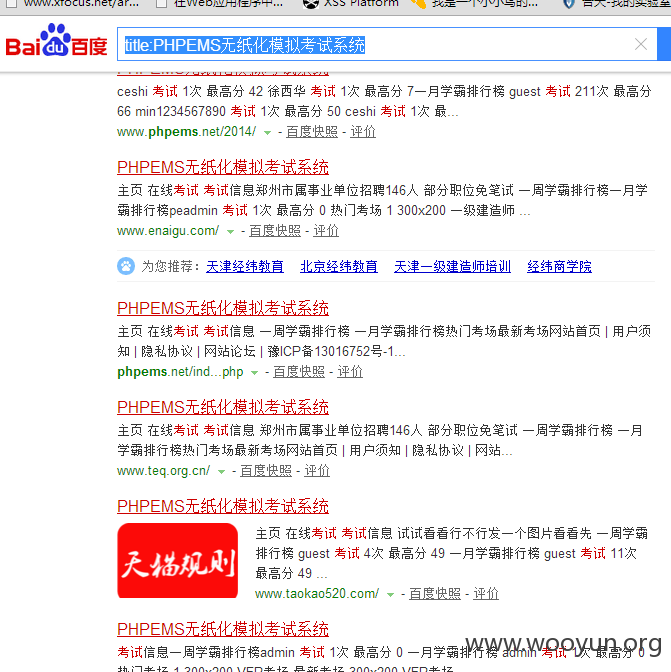 www.xfocus.net/ar... 在Web应用程序中... XSS Platform 我是一个小小鸟的... 合天-我的实验室
Bai du 百度 title:PHPEMS无纸化模拟考试系统
PHPEMS无纸化模拟考试系统
ceshi 考试 1次 最高分 42 徐西华 考试 1次 最高分 7一月学霸排行榜 guest 考试 211次 最高分
66 min1234567890 考试 1次 最高分 50 ceshi 考试 1次 最...
www.phpems.net/2014/ - 百度快照 - 评价
PHPEMS无纸化模拟考试系统
主页 在线考试 考试信息郑州市属事业单位招聘146人 部分职位免笔试 一周学霸排行榜一月学
霸排行榜peadmin 考试 1次 最高分 0 热门考场 1 300x200 一级建造师 ...
www.enaigu.com/ - 百度快照 - 评价
为您推荐： 天津经纬教育 北京经纬教育 天津一级建造师培训 经纬商学院
PHPEMS无纸化模拟考试系统
主页 在线考试 考试信息 一周学霸排行榜 一月学霸排行榜热门考场最新考场网站首页 | 用户须
知 | 隐私协议 | 网站论坛 | 豫ICP备13016752号-1...
phpems.net/ind...php - 百度快照 - 评价
PHPEMS无纸化模拟考试系统
主页 在线考试 考试信息 郑州市属事业单位招聘146人 部分职位免笔试 一周学霸排行榜 一月
学霸排行榜热门考场最新考场网站首页 | 用户须知 | 隐私协议 | 网站...
www.teq.org.cn/ - 百度快照 - 评价
PHPEMS无纸化模拟考试系统
天猫规则
主页 在线考试 考试信息 试试看看行不行发一个图片看看先 一周学霸
排行榜 guest 考试 4次 最高分 49 一月学霸排行榜 guest 考试 11次
最高分 49 ...
www.taokao520.com/ - 百度快照 - 评价
PHPEMS无纸化模拟考试系统
考试信息一周学霸排行榜admin 考试 1次 最高分 0 一月学霸排行榜 admin 考试 1次 最高分 0
热门考场 1 300x200 VEP考场 最新考场 300x200 VEP考场
www.wooyun.org